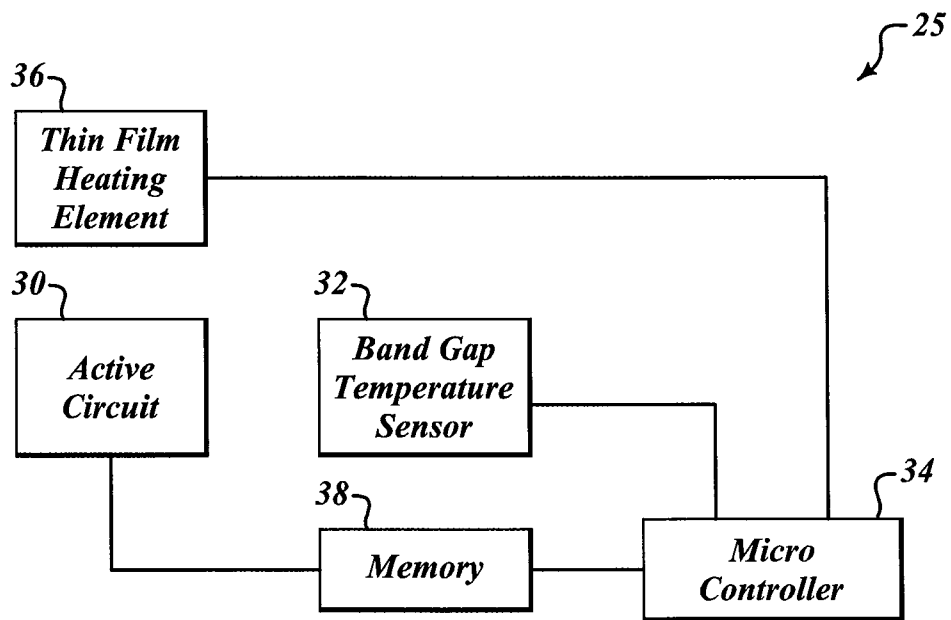 25
36
Thin Film
Heating
Element
30
Active
Circuit
32
Band Gap
Temperature
Sensor
38
Memory
34
Micro
Controller